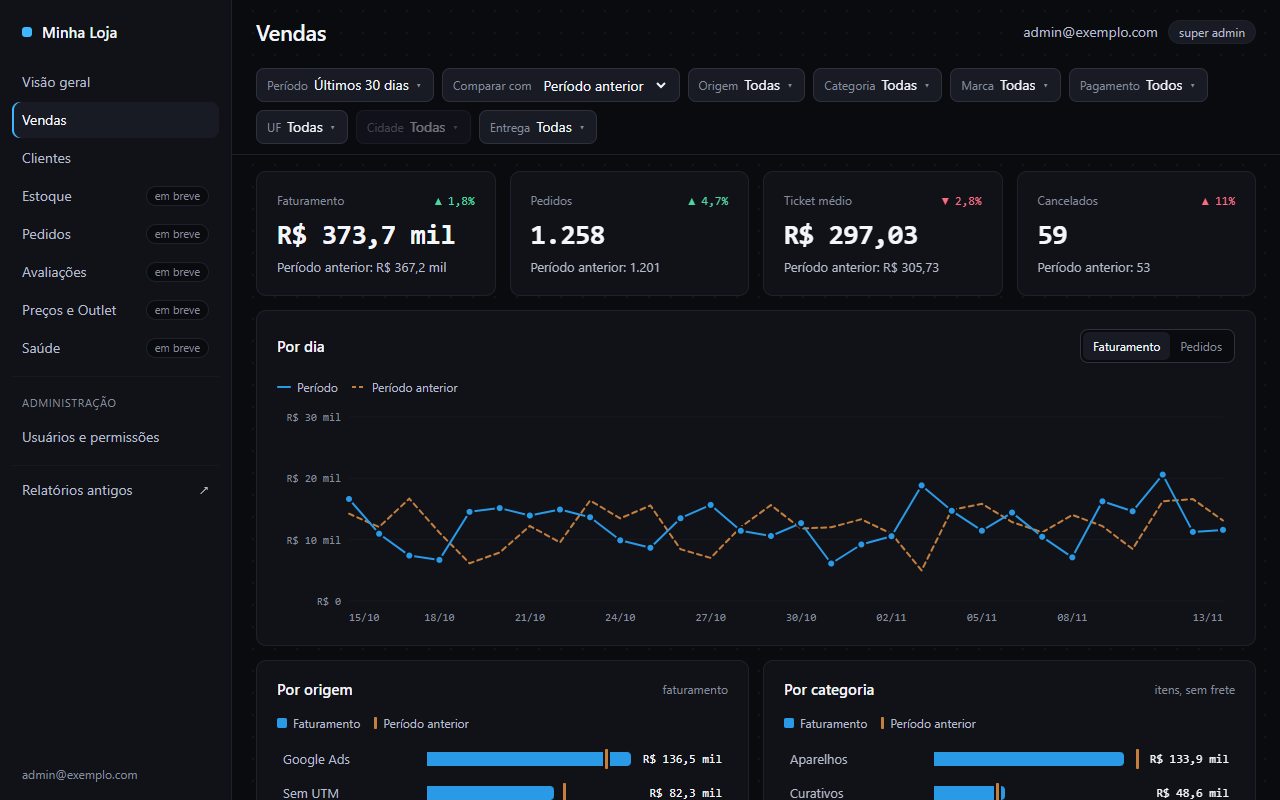 Minha Loja
Visão geral
Vendas
Clientes
Estoque em breve
Pedidos em breve
Avaliações em breve
Preços e Outlet em breve
Saúde em breve
ADMINISTRAÇÃO
Usuários e permissões
Relatórios antigos ↗
admin@exemplo.com
Vendas
admin@exemplo.com super admin
Período Últimos 30 dias Comparar com Período anterior Origem Todas Categoria Todas Marca Todas Pagamento Todos
UF Todas Cidade Todas Entrega Todas
Faturamento ▲ 1,8%
R$ 373,7 mil
Período anterior: R$ 367,2 mil
Pedidos ▲ 4,7%
1.258
Período anterior: 1.201
Ticket médio ▼ 2,8%
R$ 297,03
Período anterior: R$ 305,73
Cancelados ▲ 11%
59
Período anterior: 53
Por dia
Faturamento Pedidos
Período Período anterior
R$ 30 mil
R$ 20 mil
R$ 10 mil
R$ 0
15/10 18/10 21/10 24/10 27/10 30/10 02/11 05/11 08/11 13/11
Por origem faturamento
Faturamento Período anterior
Google Ads R$ 136,5 mil
Sem UTM R$ 82,3 mil
Por categoria itens, sem frete
Faturamento Período anterior
Aparelhos R$ 133,9 mil
Curativos R$ 48,6 mil